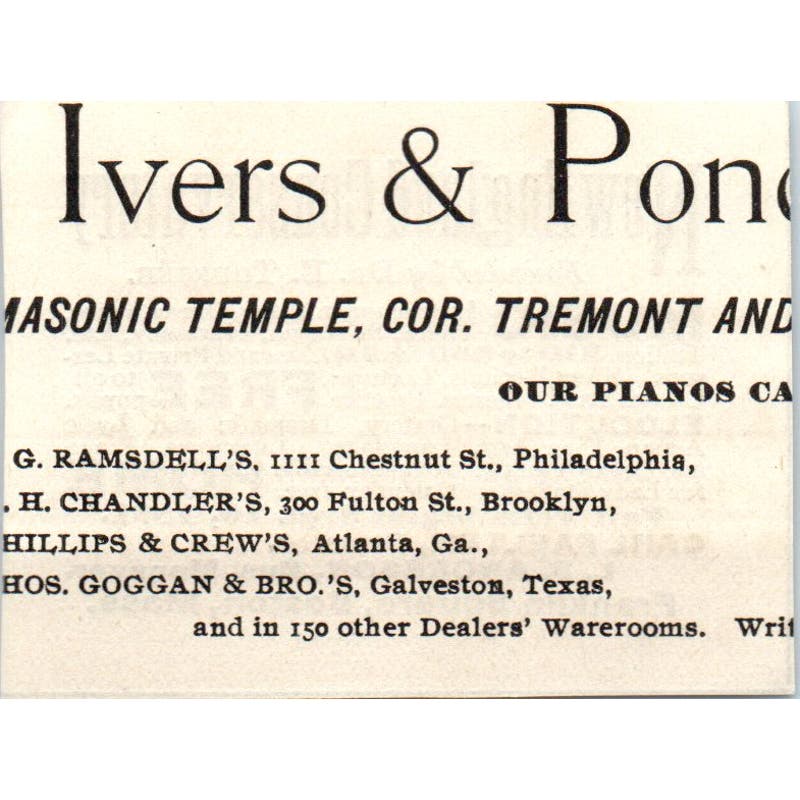 Ivers & Pon
MASONIC TEMPLE, COR. TREMONT AND
OUR PIANOS CA
G. RAMSDELL'S, 1111 Chestnut St., Philadelphia,
. H. CHANDLER'S, 300 Fulton St., Brooklyn,
HILLIPS & CREW'S, Atlanta, Ga.,
HOS. GOGGAN & BRO.'S, Galveston, Texas,
and in 150 other Dealers' Warerooms. Writ